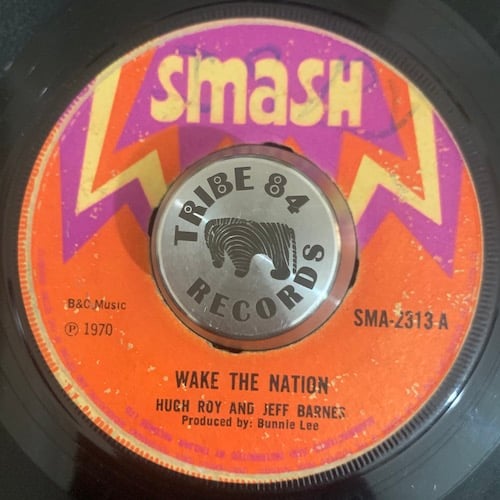 Smash
TRIBE 84
RECORDS
B&C Music
Ⓟ 1970
SMA-2313 A
WAKE THE NATION
HUGH ROY AND JEFF BARNES
Produced by: Bunnie Lee